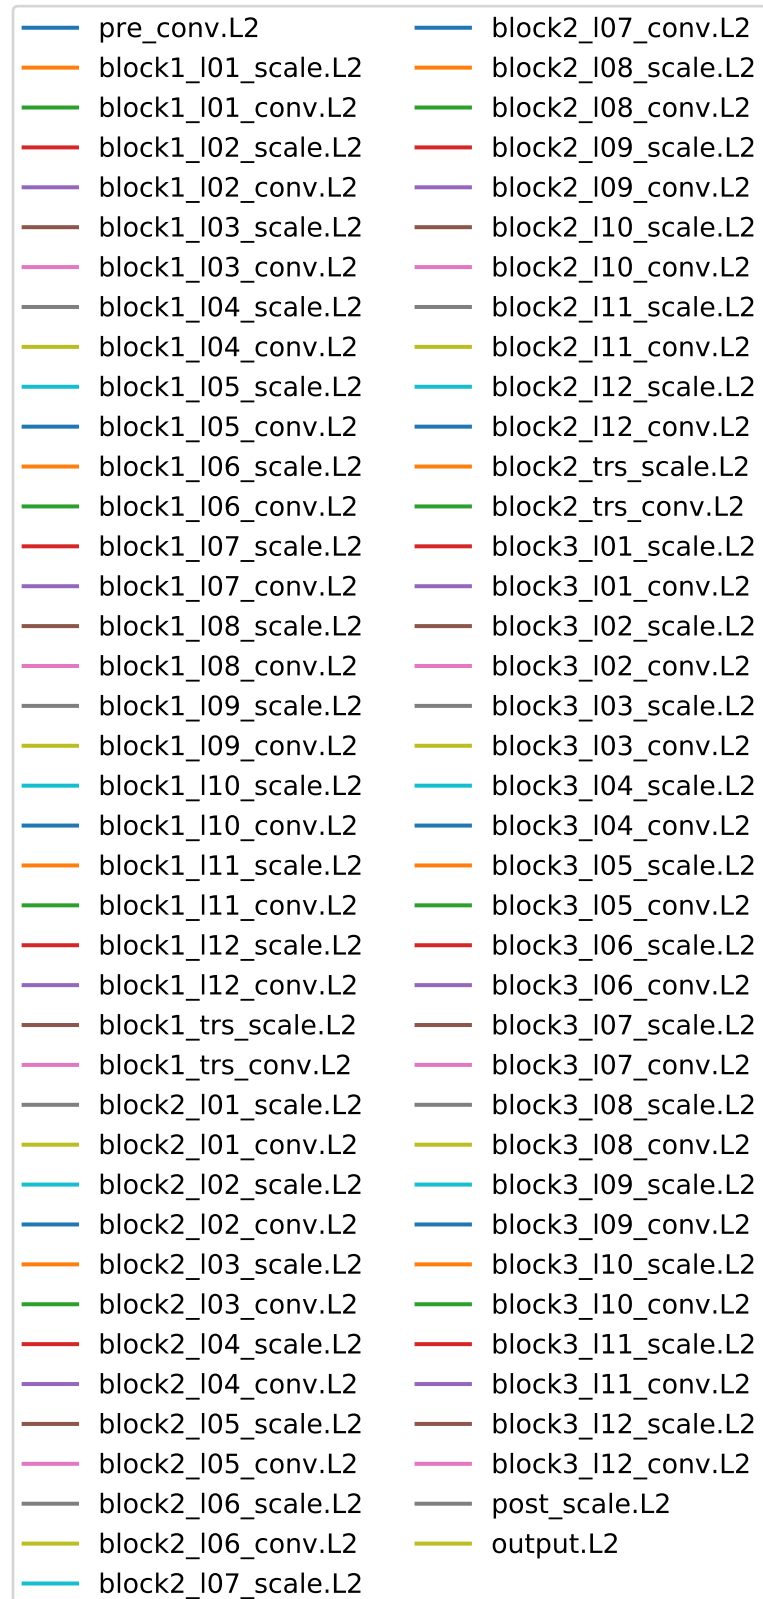 pre_conv.L2
block1_l01_scale.L2
block1_l01_conv.L2
block1_l02_scale.L2
block1_l02_conv.L2
block1_l03_scale.L2
block1_l03_conv.L2
block1_l04_scale.L2
block1_l04_conv.L2
block1_l05_scale.L2
block1_l05_conv.L2
block1_l06_scale.L2
block1_l06_conv.L2
block1_l07_scale.L2
block1_l07_conv.L2
block1_l08_scale.L2
block1_l08_conv.L2
block1_l09_scale.L2
block1_l09_conv.L2
block1_l10_scale.L2
block1_l10_conv.L2
block1_l11_scale.L2
block1_l11_conv.L2
block1_l12_scale.L2
block1_l12_conv.L2
block1_trs_scale.L2
block1_trs_conv.L2
block2_l01_scale.L2
block2_l01_conv.L2
block2_l02_scale.L2
block2_l02_conv.L2
block2_l03_scale.L2
block2_l03_conv.L2
block2_l04_scale.L2
block2_l04_conv.L2
block2_l05_scale.L2
block2_l05_conv.L2
block2_l06_scale.L2
block2_l06_conv.L2
block2_l07_scale.L2
block2_l07_conv.L2
block2_l08_scale.L2
block2_l08_conv.L2
block2_l09_scale.L2
block2_l09_conv.L2
block2_l10_scale.L2
block2_l10_conv.L2
block2_l11_scale.L2
block2_l11_conv.L2
block2_l12_scale.L2
block2_l12_conv.L2
block2_trs_scale.L2
block2_trs_conv.L2
block3_l01_scale.L2
block3_l01_conv.L2
block3_l02_scale.L2
block3_l02_conv.L2
block3_l03_scale.L2
block3_l03_conv.L2
block3_l04_scale.L2
block3_l04_conv.L2
block3_l05_scale.L2
block3_l05_conv.L2
block3_l06_scale.L2
block3_l06_conv.L2
block3_l07_scale.L2
block3_l07_conv.L2
block3_l08_scale.L2
block3_l08_conv.L2
block3_l09_scale.L2
block3_l09_conv.L2
block3_l10_scale.L2
block3_l10_conv.L2
block3_l11_scale.L2
block3_l11_conv.L2
block3_l12_scale.L2
block3_l12_conv.L2
post_scale.L2
output.L2